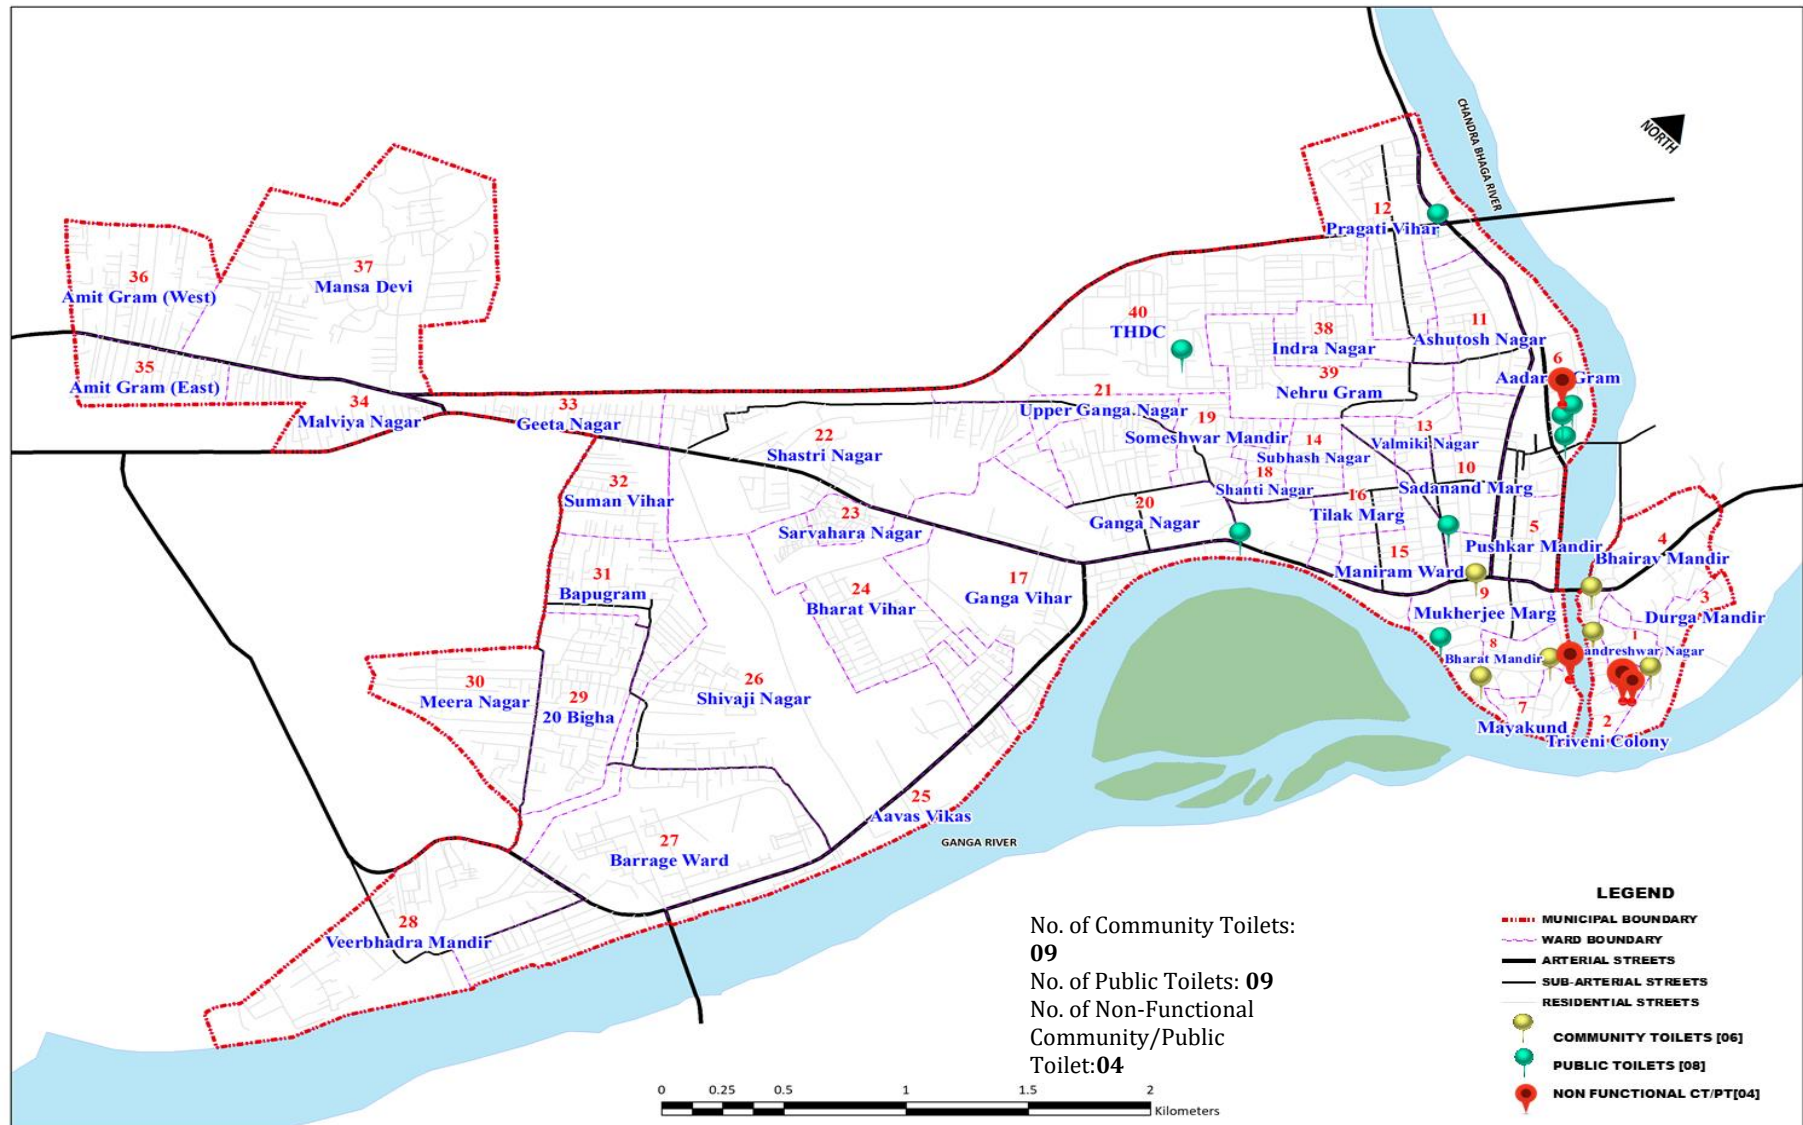 CHANDRA BHAGA RIVER
NORTH
12
Pragati Vihar
36
Amit Gram (West)
37
Mansa Devi
40
THDC
38
Indra Nagar
11
Ashutosh Nagar
6
Aadar Gram
35
Amit Gram (East)
34
Malviya Nagar
33
Geeta Nagar
39
Nehru Gram
21
Upper Ganga Nagar
19
Someshwar Mandir
14
Subhash Nagar
13
Valmiki Nagar
22
Shastri Nagar
18
Shanti Nagar
10
Sadanand Marg
32
Suman Vihar
16
Tilak Marg
20
Ganga Nagar
23
Sarvahara Nagar
5
Pushkar Mandir
4
Bhairav Mandir
15
Maniram Ward
31
Bapugram
24
Bharat Vihar
17
Ganga Vihar
9
Mukherjee Marg
3
Durga Mandir
1
andreshwar Nagar
8
Bharat Mandir
30
Meera Nagar
29
20 Bigha
26
Shivaji Nagar
7
Mayakund
2
Triveni Colony
25
Aavas Vikas
GANGA RIVER
27
Barrage Ward
28
Veerbhadra Mandir
No. of Community Toilets:
09
No. of Public Toilets: 09
No. of Non-Functional
Community/Public
Toilet:04
0 0.25 0.5 1 1.5 2
Kilometers
LEGEND
MUNICIPAL BOUNDARY
WARD BOUNDARY
ARTERIAL STREETS
SUB-ARTERIAL STREETS
RESIDENTIAL STREETS
COMMUNITY TOILETS [06]
PUBLIC TOILETS [08]
NON FUNCTIONAL CT/PT[04]